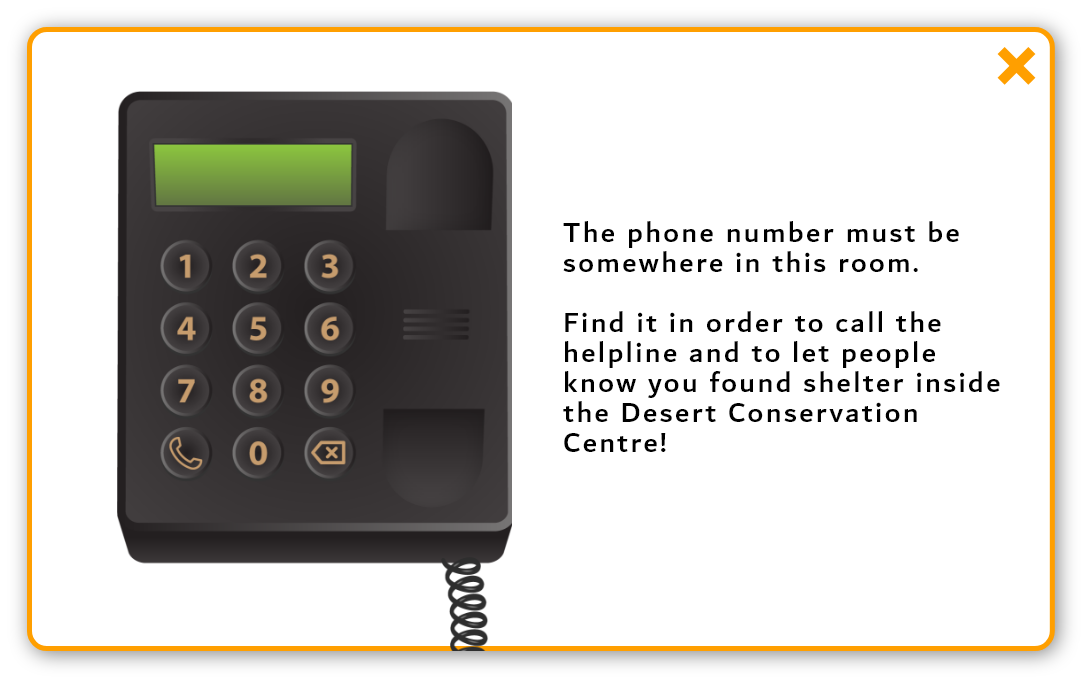 1 2 3
4 5 6
7 8 9
0
The phone number must be
somewhere in this room.
Find it in order to call the
helpline and to let people
know you found shelter inside
the Desert Conservation
Centre!